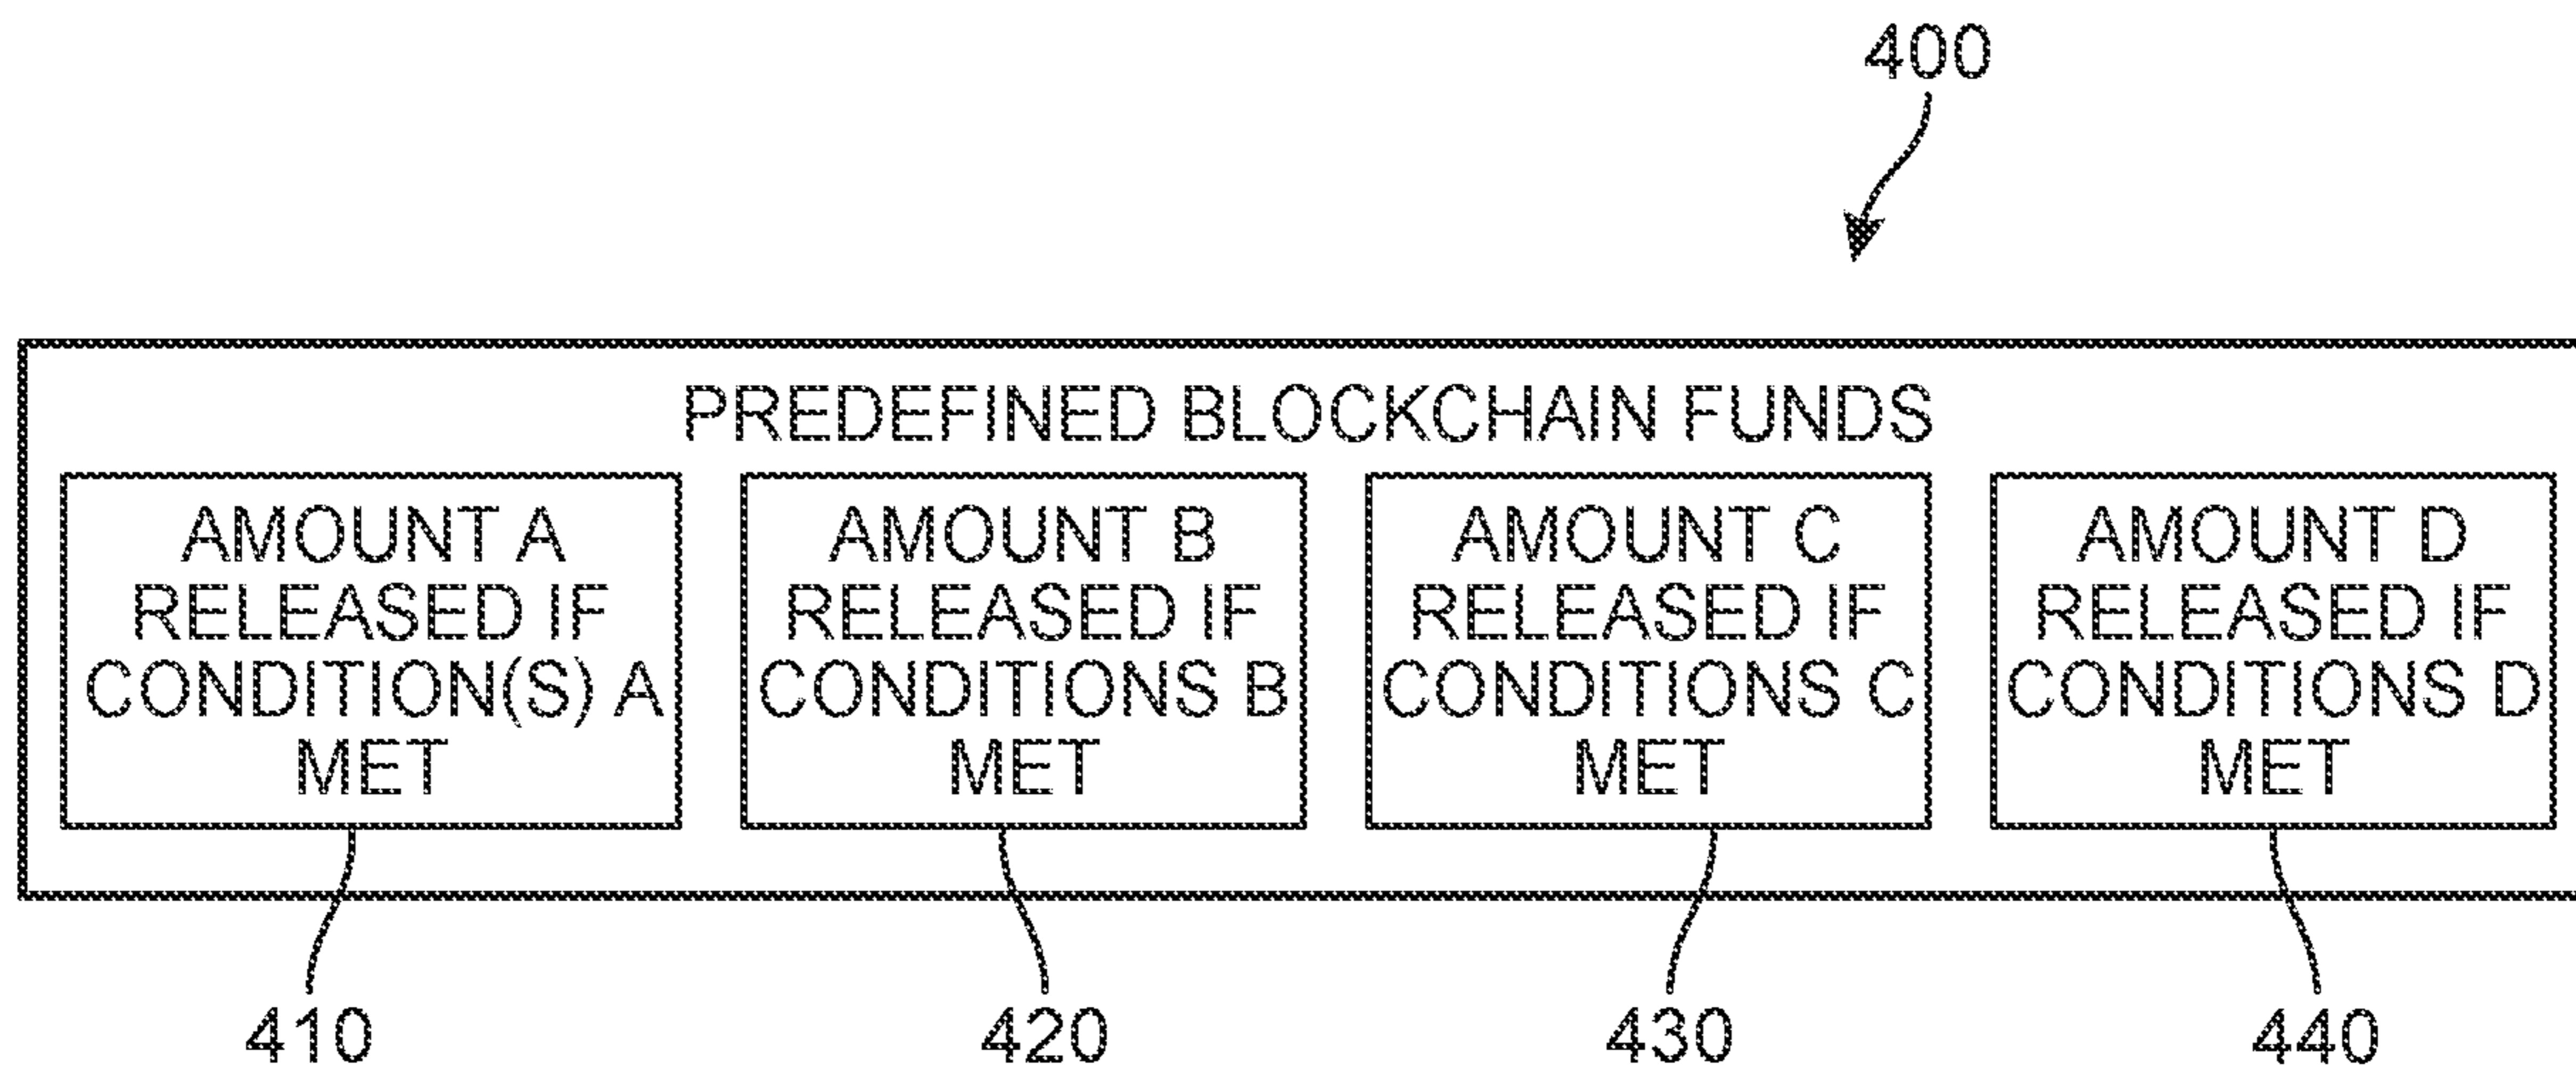 400
PREDEFINED BLOCKCHAIN FUNDS
AMOUNT A
RELEASED IF
CONDITION(S) A
MET
AMOUNT B
RELEASED IF
CONDITIONS B
MET
AMOUNT C
RELEASED IF
CONDITIONS C
MET
AMOUNT D
RELEASED IF
CONDITIONS D
MET
410
420
430
440